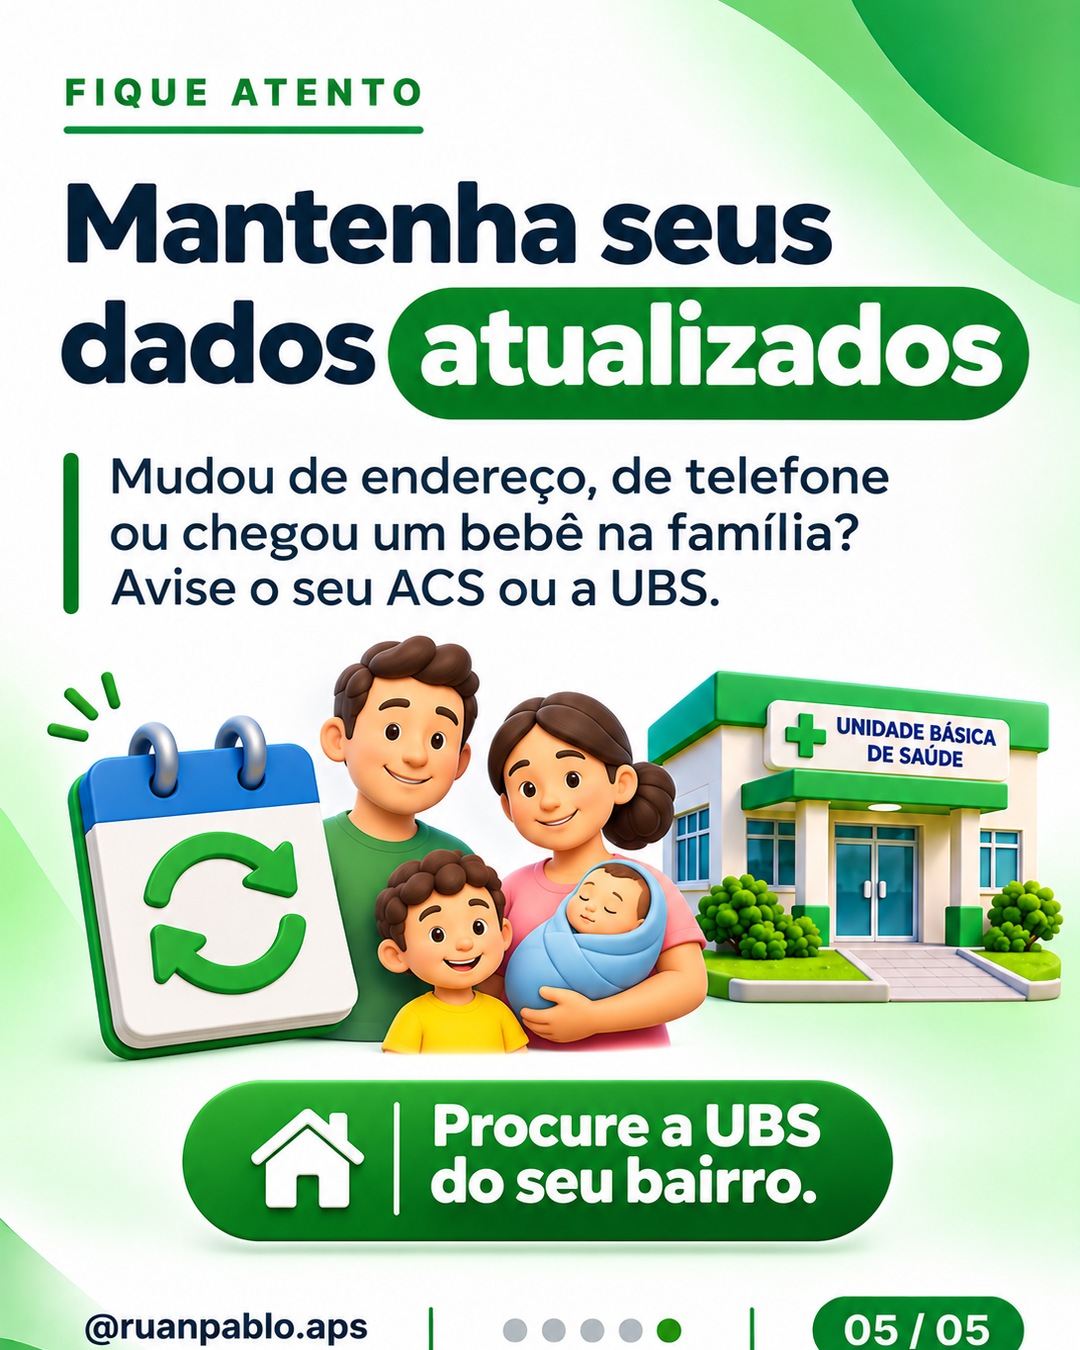 FIQUE ATENTO
Mantenha seus
dados atualizados
Mudou de endereço, de telefone
ou chegou um bebê na família?
Avise o seu ACS ou a UBS.
UNIDADE BÁSICA
DE SAÚDE
Procure a UBS
do seu bairro.
@ruanpablo.aps
05 / 05